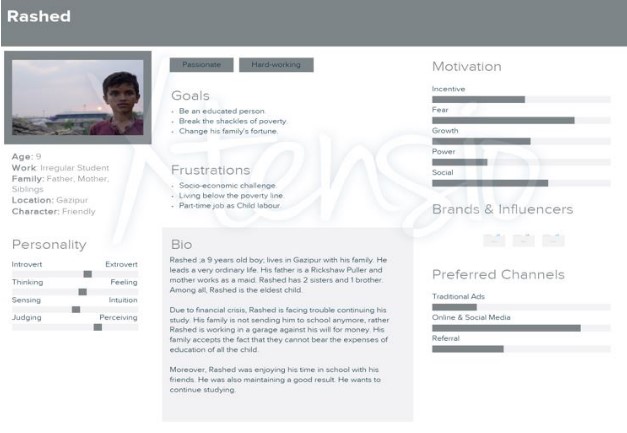 Rashed
Passionate
Hard-working
Age: 9
Work: Irregular Student
Family: Father, Mother,
Siblings
Location: Gazipur
Character: Friendly
Personality
Introvert Extrovert
Thinking Feeling
Sensing Intuition
Judging Perceiving
Goals
- Be an educated person
- Break the shackles of poverty.
- Change his family's fortune.
Frustrations
- Socio-economic challenge.
- Living below the poverty line.
- Part-time job as Child labour.
Bio
Rashed ;a 9 years old boy; lives in Gazipur with his family. He
leads a very ordinary life. His father is a Rickshaw Puller and
mother works as a maid. Rashed has 2 sisters and 1 brother.
Among all, Rashed is the eldest child.
Due to financial crisis, Rashed is facing trouble continuing his
study. His family is not sending him to school anymore, rather
Rashed is working in a garage against his will for money. His
family accepts the fact that they cannot bear the expenses of
education of all the child.
Moreover, Rashed was enjoying his time in school with his
friends. He was also maintaining a good result. He wants to
continue studying.
Motivation
Incentive
Fear
Growth
Power
Social
Brands & Influencers
Preferred Channels
Traditional Ads
Online & Social Media
Referral
Xtensio